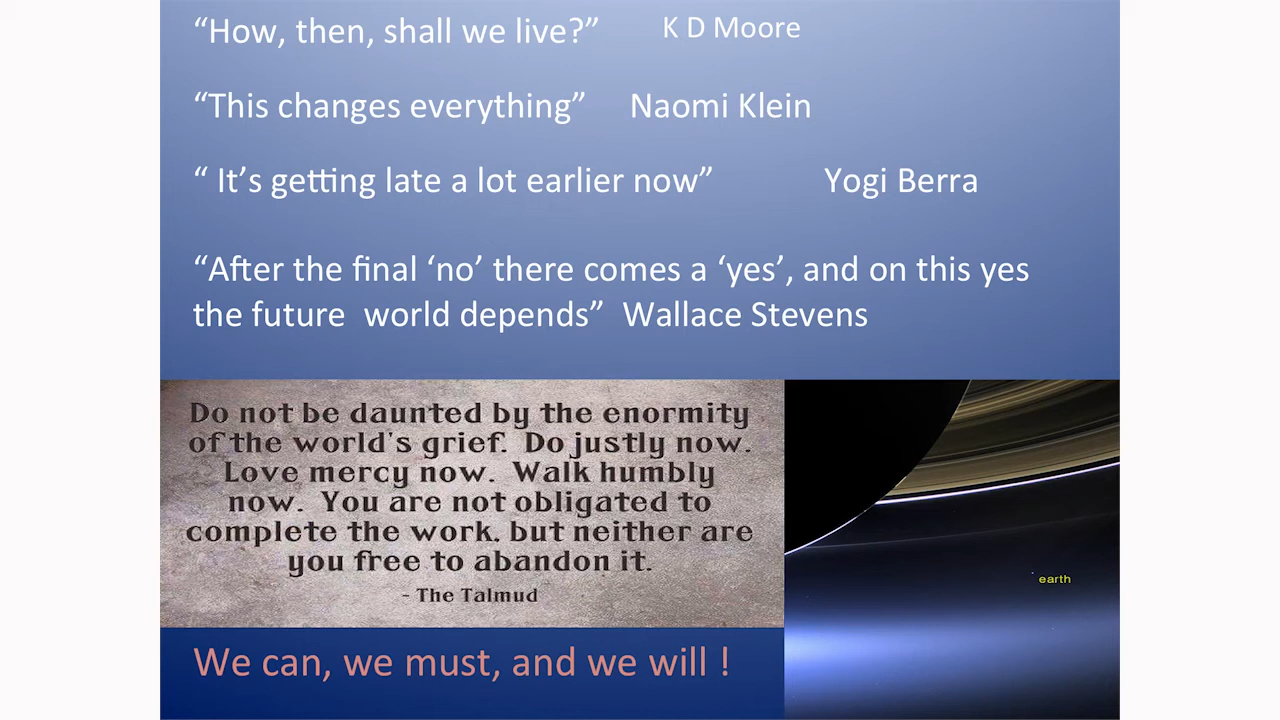 “How, then, shall we live?” K D Moore
“This changes everything” Naomi Klein
“ It’s getting late a lot earlier now” Yogi Berra
“After the final ‘no’ there comes a ‘yes’, and on this yes
the future world depends” Wallace Stevens
Do not be daunted by the enormity
of the world's grief. Do justly now.
Love mercy now. Walk humbly
now. You are not obligated to
complete the work, but neither are
you free to abandon it.
- The Talmud
earth
We can, we must, and we will !